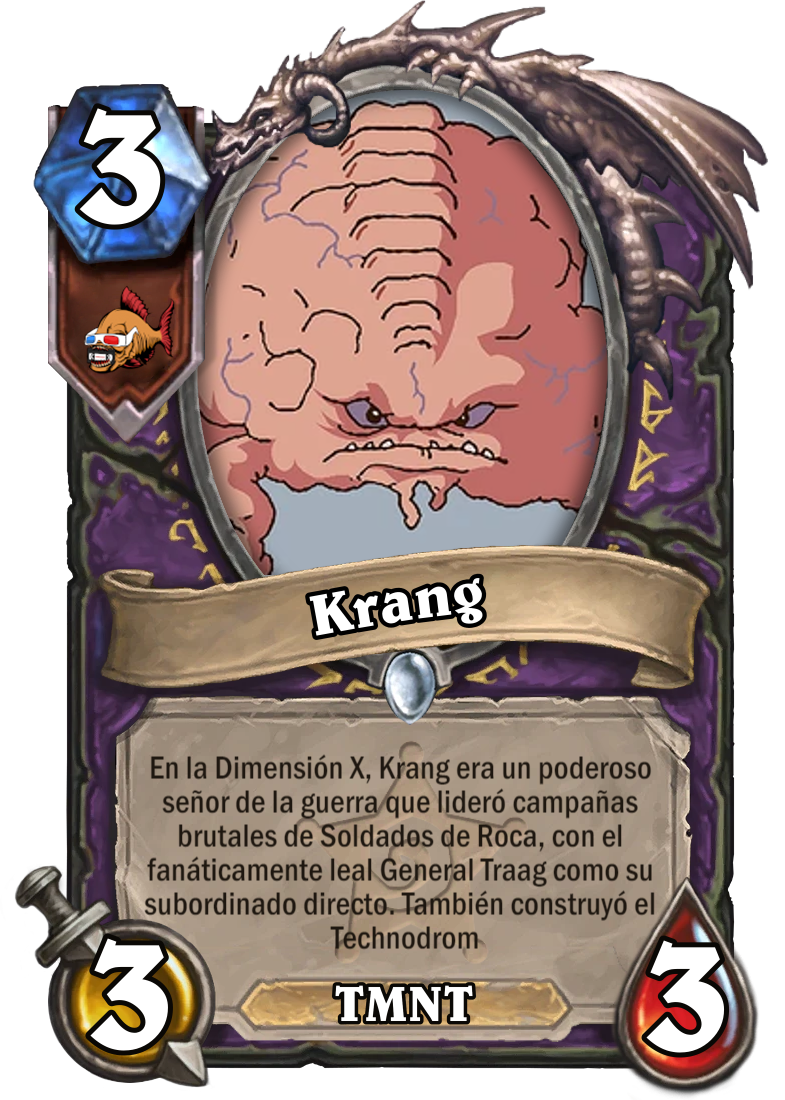 3
Krang
En la Dimensión X, Krang era un poderoso
señor de la guerra que lideró campañas
brutales de Soldados de Roca, con el
fanáticamente leal General Traag como su
subordinado directo. También construyó el
Technodrom
3
TMNT
3